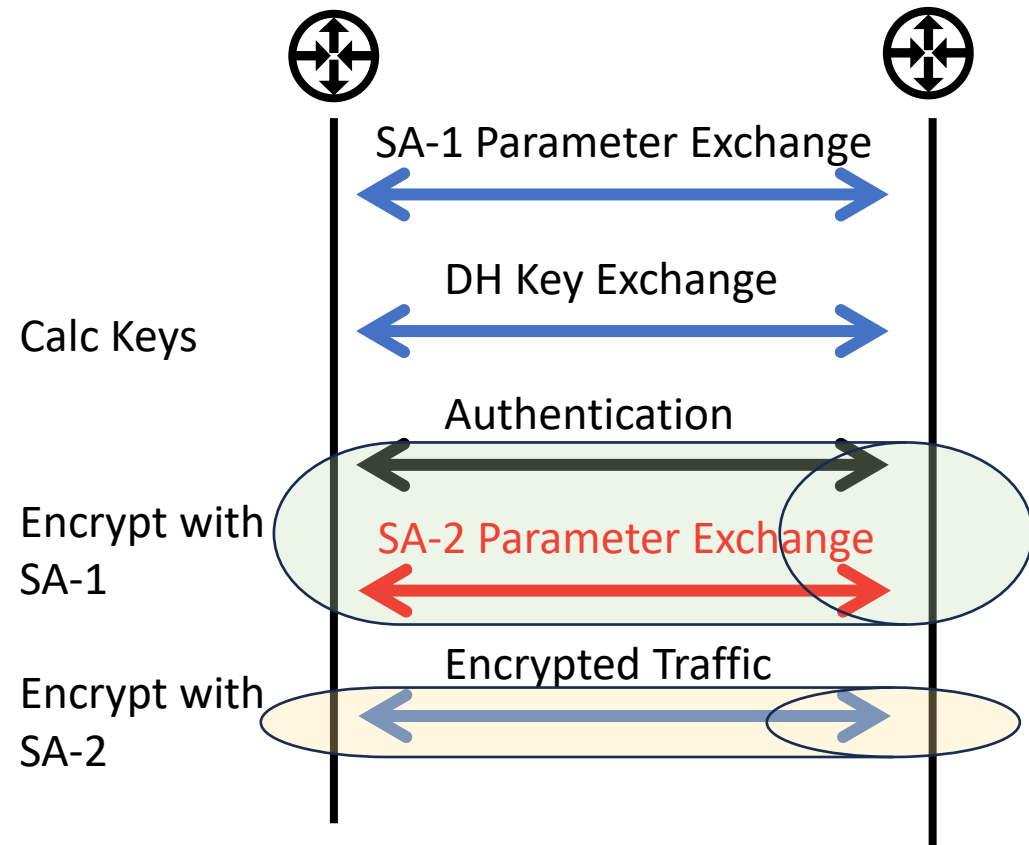 SA-1 Parameter Exchange
DH Key Exchange
Calc Keys
Authentication
Encrypt with
SA-1
SA-2 Parameter Exchange
Encrypted Traffic
Encrypt with
SA-2